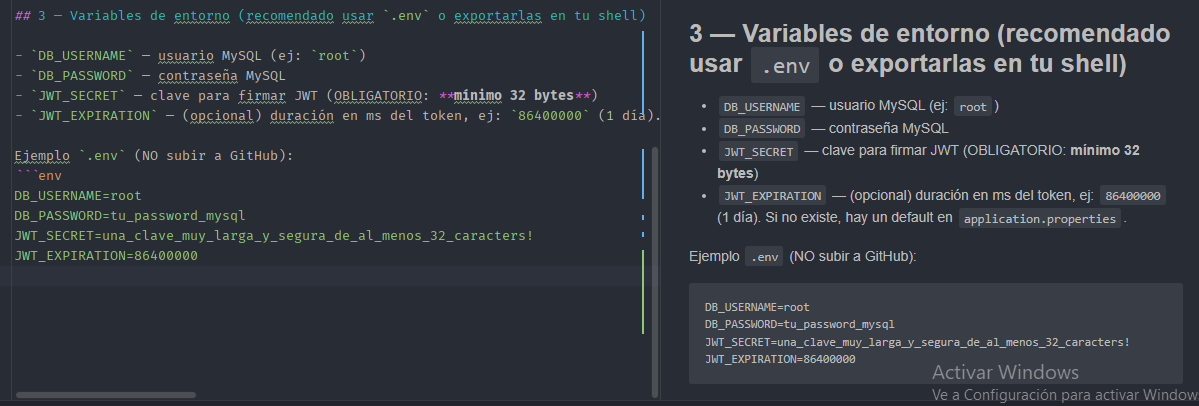 ## 3 — Variables de entorno (recomendado usar `.env` o exportarlas en tu shell)
- `DB_USERNAME` — usuario MySQL (ej: `root`)
- `DB_PASSWORD` — contraseña MySQL
- `JWT_SECRET` — clave para firmar JWT (OBLIGATORIO: **mínimo 32 bytes**)
- `JWT_EXPIRATION` — (opcional) duración en ms del token, ej: `86400000` (1 día).
Ejemplo `.env` (NO subir a GitHub):
```env
DB_USERNAME=root
DB_PASSWORD=tu_password_mysql
JWT_SECRET=una_clave_muy_larga_y_segura_de_al_menos_32_caracters!
JWT_EXPIRATION=86400000
3 — Variables de entorno (recomendado
usar .env o exportarlas en tu shell)
• DB_USERNAME — usuario MySQL (ej: root )
• DB_PASSWORD — contraseña MySQL
• JWT_SECRET — clave para firmar JWT (OBLIGATORIO: mínimo 32
bytes)
• JWT_EXPIRATION — (opcional) duración en ms del token, ej: 86400000
(1 día). Si no existe, hay un default en application.properties .
Ejemplo .env (NO subir a GitHub):
DB_USERNAME=root
DB_PASSWORD=tu_password_mysql
JWT_SECRET=una_clave_muy_larga_y_segura_de_al_menos_32_caracters!
JWT_EXPIRATION=86400000
Activar Windows
Ve a Configuración para activar Window